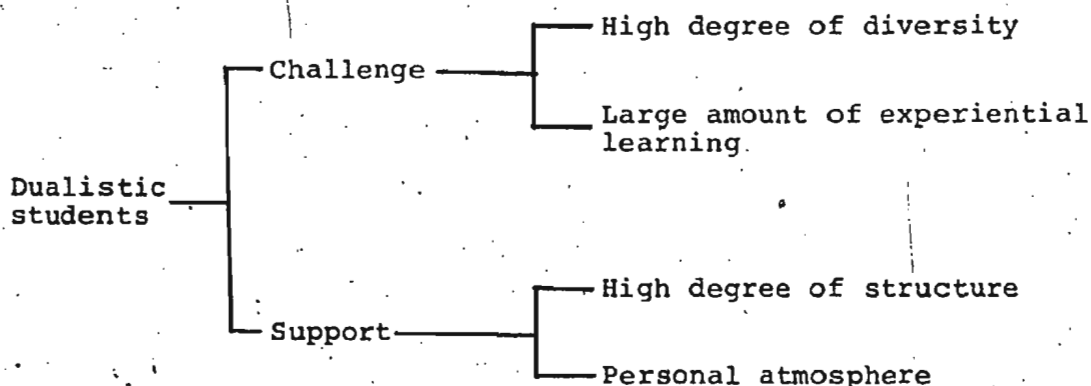 High degree of diversity
Challenge
Large amount of experiential
learning
Dualistic
students
High degree of structure
Support
Personal atmosphere